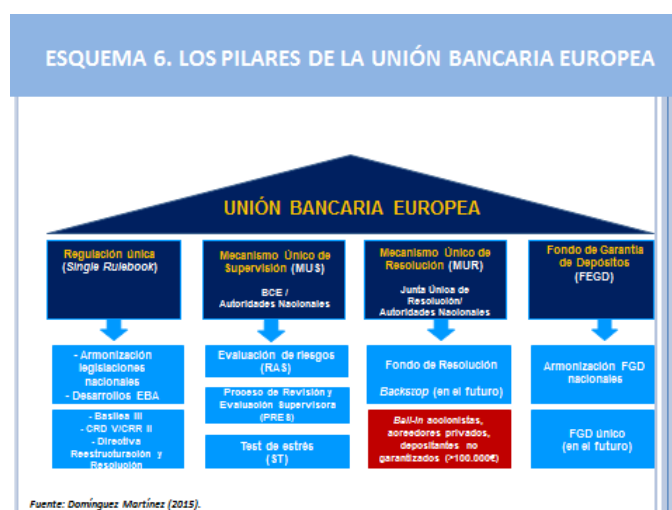 ESQUEMA 6. LOS PILARES DE LA UNIÓN BANCARIA EUROPEA
UNIÓN BANCARIA EUROPEA
Regulación única
(Single Rulebook)
Mecanismo Único de
Supervisión (MUS)
BCE /
Autoridades Nacionales
Mecanismo Único de
Resolución (MUR)
Junta Única de
Resolución/
Autoridades Nacionales
Fondo de Garantía
de Depósitos
(FEGD)
- Armonización
legislaciones
nacionales
- Desarrollos EBA
- Basilea III
- CRD V/CRR II
- Directiva
Reestructuración y
Resolución
Evaluación de riesgos
(RAS)
Proceso de Revisión y
Evaluación Supervisora
(PRES)
Test de estrés
(ST)
Fondo de Resolución
Backstop (en el futuro)
Bail-in accionistas,
acreedores privados,
depositantes no
garantizados (>100.000€)
Armonización FGD
nacionales
FGD único
(en el futuro)
Fuente: Domínguez Martínez (2015).